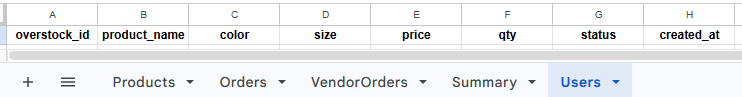 A B C D E F G H
overstock_id product_name color size price qty status created_at
+ Products Orders VendorOrders Summary Users